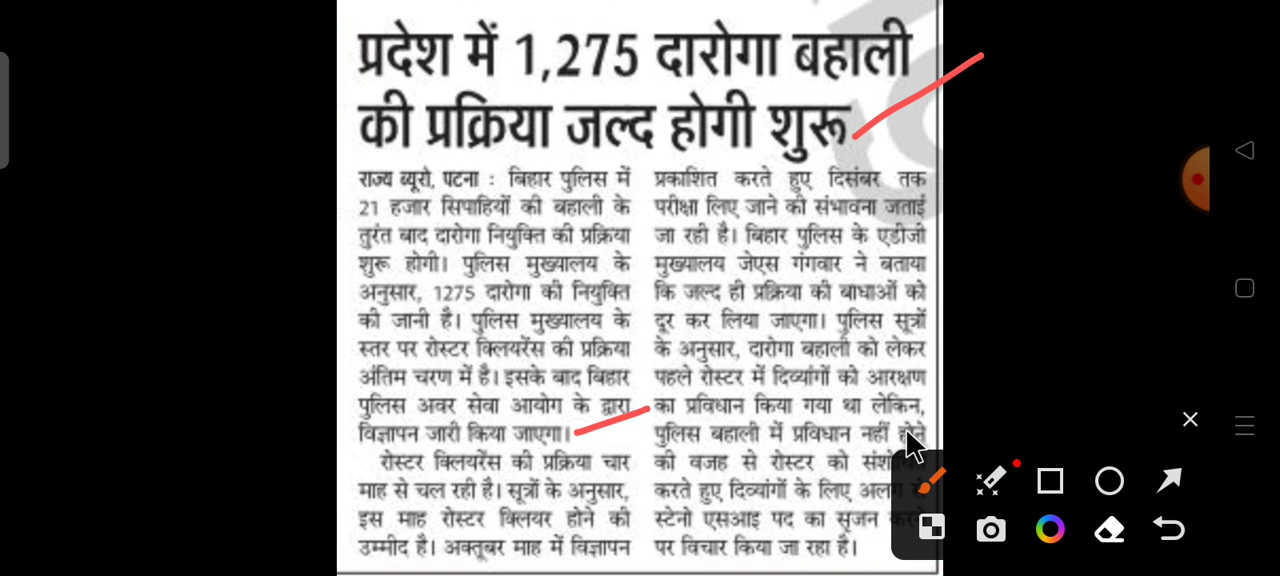 प्रदेश में 1,275 दारोगा बहाली
की प्रक्रिया जल्द होगी शुरू
राज्य ब्यूरो, पटना : बिहार पुलिस में
21 हजार सिपाहियों की बहाली के
तुरंत बाद दारोगा नियुक्ति की प्रक्रिया
शुरू होगी। पुलिस मुख्यालय के
अनुसार, 1275 दारोगा की नियुक्ति
की जानी है। पुलिस मुख्यालय के
स्तर पर रोस्टर क्लियरेंस की प्रक्रिया
अंतिम चरण में है। इसके बाद बिहार
पुलिस अवर सेवा आयोग के द्वारा
विज्ञापन जारी किया जाएगा।
रोस्टर क्लियरेंस की प्रक्रिया चार
माह से चल रही है। सूत्रों के अनुसार,
इस माह रोस्टर क्लियर होने की
उम्मीद है। अक्तूबर माह में विज्ञापन
प्रकाशित करते हुए दिसंबर तक
परीक्षा लिए जाने की संभावना जताई
जा रही है। बिहार पुलिस के एडीजी
मुख्यालय जेएस गंगवार ने बताया
कि जल्द ही प्रक्रिया की बाधाओं को
दूर कर लिया जाएगा। पुलिस सूत्रों
के अनुसार, दारोगा बहाली को लेकर
पहले रोस्टर में दिव्यांगों को आरक्षण
का प्रविधान किया गया था लेकिन,
पुलिस बहाली में प्रविधान नहीं होने
की वजह से रोस्टर को
करते हुए दिव्यांगों के लिए अलग से
स्टेनो एसआइ पद का सृजन करने
पर विचार किया जा रहा है।